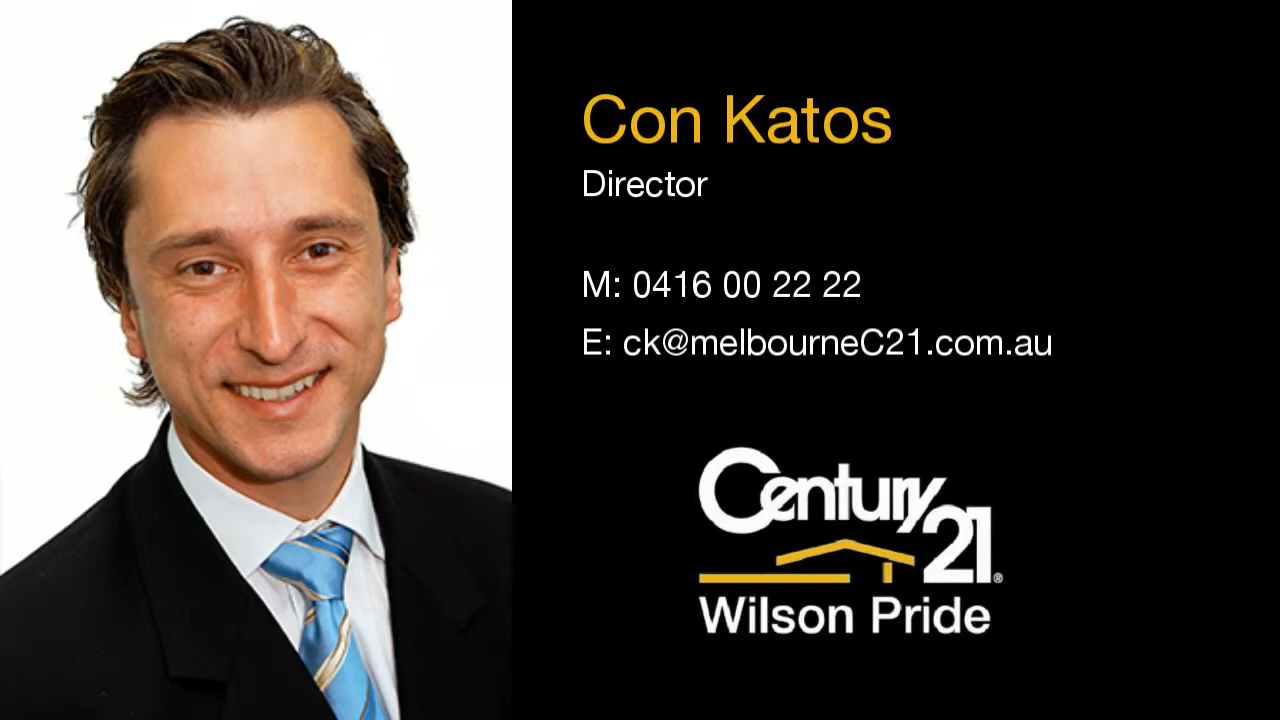 Con Katos
Director
M: 0416 00 22 22
E: ck@melbourneC21.com.au
Century 21®
Wilson Pride